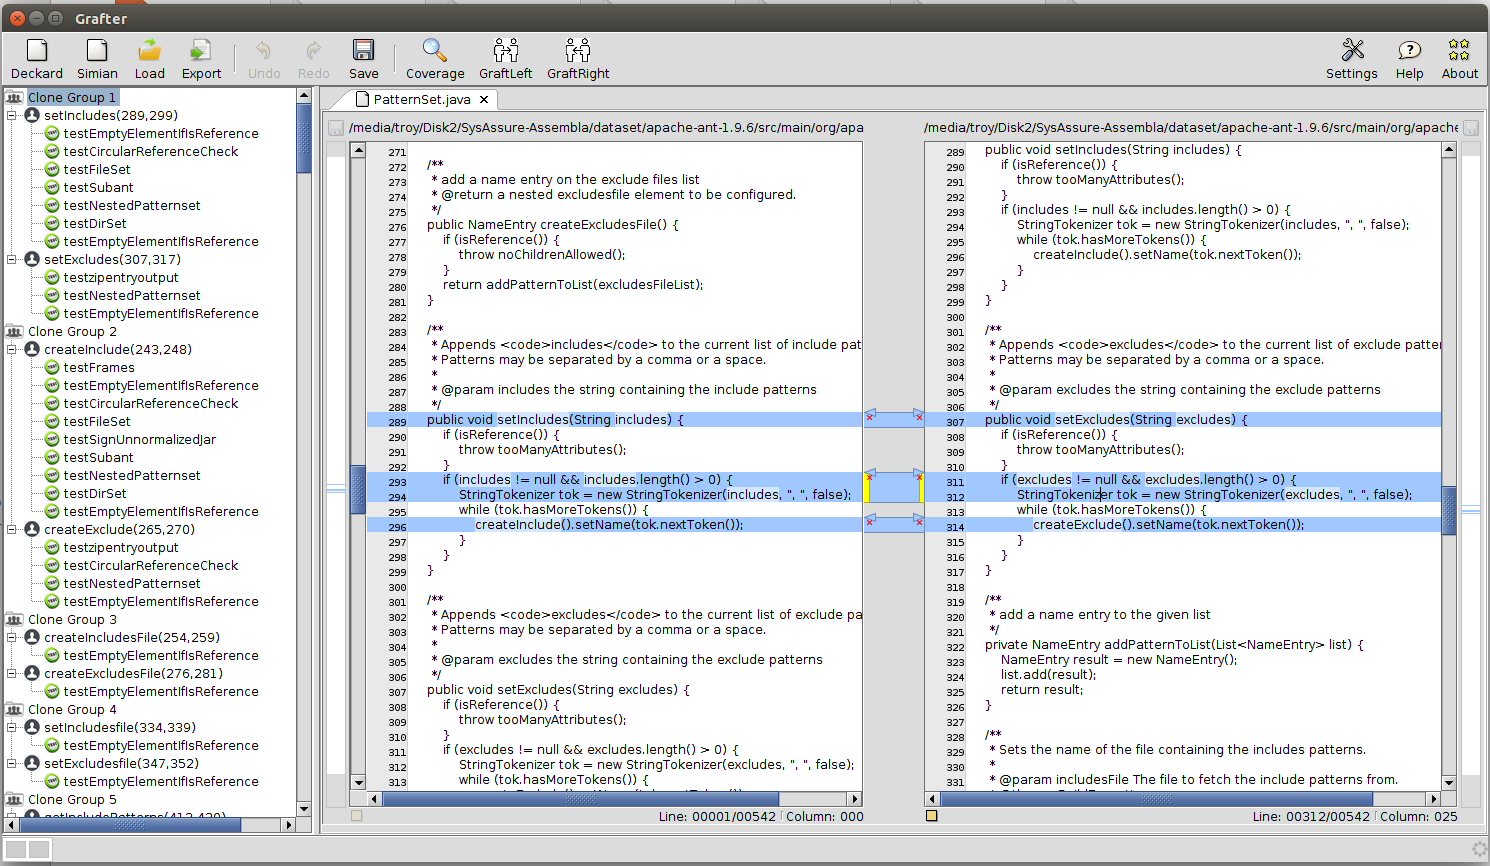 Grafter
Deckard Simian Load Export Undo Redo Save Coverage GraftLeft GraftRight Settings Help About
Clone Group 1
setIncludes(289,299)
testEmptyElementIfIsReference
testCircularReferenceCheck
testFileSet
testSubant
testNestedPatternset
testDirSet
testEmptyElementIfIsReference
setExcludes(307,317)
testzipentryoutput
testNestedPatternset
testEmptyElementIfIsReference
Clone Group 2
createInclude(243,248)
testFrames
testEmptyElementIfIsReference
testCircularReferenceCheck
testFileSet
testSignUnnormalizedJar
testSubant
testNestedPatternset
testDirSet
testEmptyElementIfIsReference
createExclude(265,270)
testzipentryoutput
testCircularReferenceCheck
testNestedPatternset
testEmptyElementIfIsReference
Clone Group 3
createIncludesFile(254,259)
testEmptyElementIfIsReference
createExcludesFile(276,281)
testEmptyElementIfIsReference
Clone Group 4
setIncludesfile(334,339)
testEmptyElementIfIsReference
setExcludesfile(347,352)
testEmptyElementIfIsReference
Clone Group 5
PatternSet.java
/media/troy/Disk2/SysAssure-Assembla/dataset/apache-ant-1.9.6/src/main/org/apa
271
272 /**
273 * add a name entry on the exclude files list
274 * @return a nested excludesfile element to be configured.
275 */
276 public NameEntry createExcludesFile() {
277 if (isReference()) {
278 throw noChildrenAllowed();
279 }
280 return addPatternToList(excludesFileList);
281 }
282
283 /**
284 * Appends <code>includes</code> to the current list of include pat
285 * Patterns may be separated by a comma or a space.
286 *
287 * @param includes the string containing the include patterns
288 */
289 public void setIncludes(String includes) {
290 if (isReference()) {
291 throw tooManyAttributes();
292 }
293 if (includes != null && includes.length() > 0) {
294 StringTokenizer tok = new StringTokenizer(includes, ", ", false);
295 while (tok.hasMoreTokens()) {
296 createInclude().setName(tok.nextToken());
297 }
298 }
299 }
300
301 /**
302 * Appends <code>excludes</code> to the current list of exclude pa
303 * Patterns may be separated by a comma or a space.
304 *
305 * @param excludes the string containing the exclude patterns
306 */
307 public void setExcludes(String excludes) {
308 if (isReference()) {
309 throw tooManyAttributes();
310 }
311 if (excludes != null && excludes.length() > 0) {
312 StringTokenizer tok = new StringTokenizer(excludes, ", ", false);
313 while (tok.hasMoreTokens()) {
Line: 00001/00542 Column: 000
/media/troy/Disk2/SysAssure-Assembla/dataset/apache-ant-1.9.6/src/main/org/apache
289 public void setIncludes(String includes) {
290 if (isReference()) {
291 throw tooManyAttributes();
292 }
293 if (includes != null && includes.length() > 0) {
294 StringTokenizer tok = new StringTokenizer(includes, ", ", false);
295 while (tok.hasMoreTokens()) {
296 createInclude().setName(tok.nextToken());
297 }
298 }
299 }
300
301 /**
302 * Appends <code>excludes</code> to the current list of exclude patter
303 * Patterns may be separated by a comma or a space.
304 *
305 * @param excludes the string containing the exclude patterns
306 */
307 public void setExcludes(String excludes) {
308 if (isReference()) {
309 throw tooManyAttributes();
310 }
311 if (excludes != null && excludes.length() > 0) {
312 StringTokenizer tok = new StringTokenizer(excludes, ", ", false);
313 while (tok.hasMoreTokens()) {
314 createExclude().setName(tok.nextToken());
315 }
316 }
317 }
318
319 /**
320 * add a name entry to the given list
321 */
322 private NameEntry addPatternToList(List<NameEntry> list) {
323 NameEntry result = new NameEntry();
324 list.add(result);
325 return result;
326 }
327
328 /**
329 * Sets the name of the file containing the includes patterns.
330 *
331 * @param includesFile The file to fetch the include patterns from.
Line: 00312/00542 Column: 025